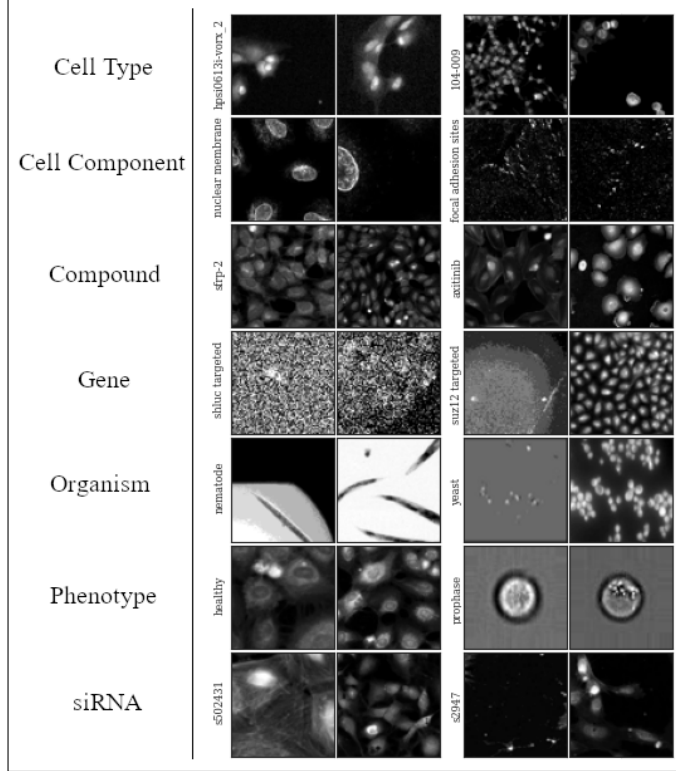 Cell Type
hpsi0613i-vorx_2
104-009
Cell Component
nuclear membrane
focal adhesion sites
Compound
sfrp-2
axitinib
Gene
shluc targeted
suz12 targeted
Organism
nematode
yeast
Phenotype
healthy
prophase
siRNA
s502431
s2947